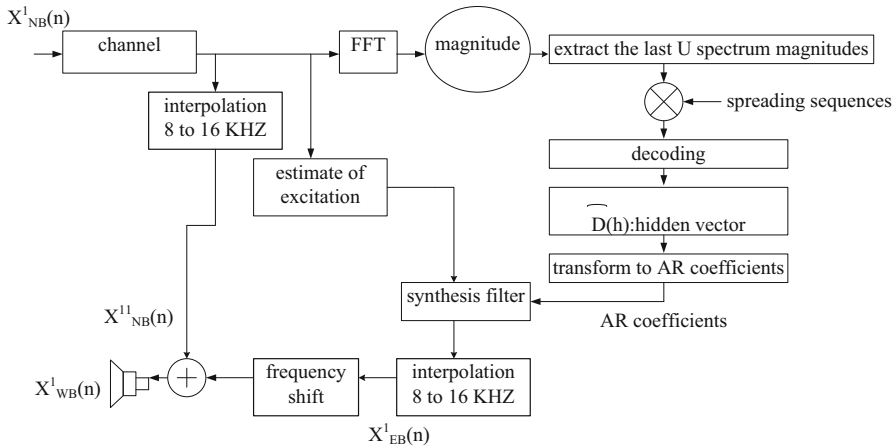 X¹NB(n)
channel
FFT
magnitude
extract the last U spectrum magnitudes
interpolation
8 to 16 KHZ
spreading sequences
decoding
estimate of
excitation
D(h):hidden vector
transform to AR coefficients
synthesis filter
AR coefficients
X¹¹NB(n)
X¹WB(n)
frequency
shift
interpolation
8 to 16 KHZ
X¹EB(n)